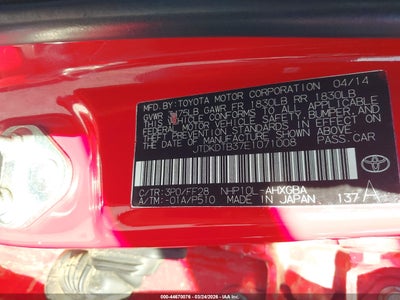 MFD. BY: TOYOTA MOTOR CORPORATION 04/14
GVWR 3175LB GAWR FR 1830LB RR 1830LB
THIS VEHICLE CONFORMS TO ALL APPLICABLE
FEDERAL MOTOR VEHICLE SAFETY, BUMPER, AND
THEFT PREVENTION STANDARDS IN EFFECT ON
THE DATE OF MANUFACTURE SHOWN ABOVE.
JTDKDTB37E1071008 PASS.CAR
C/TR: 3P0/FF28 NHP10L-AHXGBA
A/TM: -01A/P510 MADE IN JAPAN 137 A
TOYOTA
44670076 - 03/24/2026 - IAA Inc.